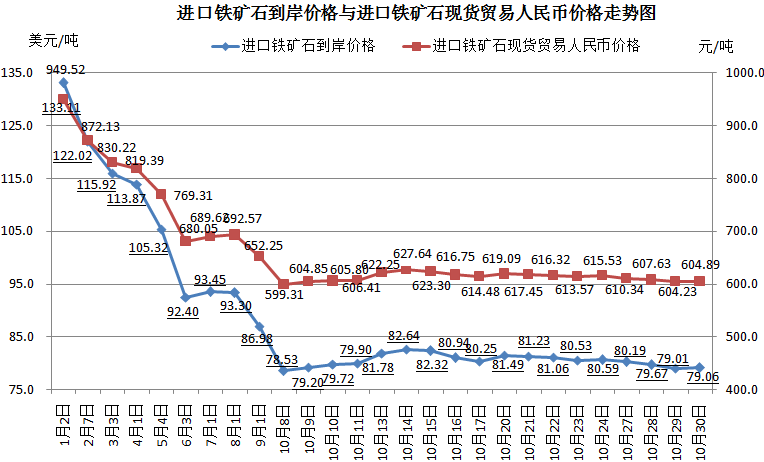 进口铁矿石到岸价格与进口铁矿石现货贸易人民币价格走势图
美元/吨 进口铁矿石到岸价格 进口铁矿石现货贸易人民币价格 元/吨
135.0
125.0
115.0
105.0
95.0
85.0
75.0
1000.0
900.0
800.0
700.0
600.0
500.0
400.0
949.52
872.13
830.22
819.39
769.31
680.05
689.62
692.57
652.25
599.31
604.85
605.80
606.41
622.25
627.64
623.30
616.75
614.48
619.09
617.45
616.32
613.57
615.53
610.34
607.63
604.23
604.89
133.11
122.02
115.92
113.87
105.32
92.40
93.45
93.30
86.98
78.53
79.20
79.72
79.90
81.78
82.64
82.32
80.94
80.25
81.49
81.23
81.06
80.53
80.59
80.19
79.67
79.01
79.06
1月2日
2月7日
3月3日
4月1日
5月4日
6月3日
7月1日
8月1日
9月1日
10月8日
10月9日
10月10日
10月11日
10月13日
10月14日
10月15日
10月16日
10月17日
10月20日
10月21日
10月22日
10月23日
10月24日
10月27日
10月28日
10月29日
10月30日